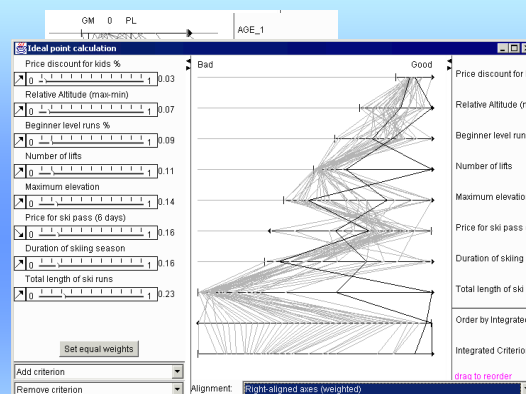 GM 0 PL
AGE_1
Ideal point calculation
Price discount for kids %
0 1 0.03
Relative Altitude (max-min)
0 1 0.07
Beginner level runs %
0 1 0.09
Number of lifts
0 1 0.11
Maximum elevation
0 1 0.14
Price for ski pass (6 days)
0 1 0.16
Duration of skiing season
0 1 0.16
Total length of ski runs
0 1 0.23
Set equal weights
Add criterion
Remove criterion
Bad Good
Alignment: Right-aligned axes (weighted)
Price discount for
Relative Altitude (m
Beginner level run
Number of lifts
Maximum elevation
Price for ski pass
Duration of skiing
Total length of ski
Order by Integrate
Integrated Criterio
drag to reorder